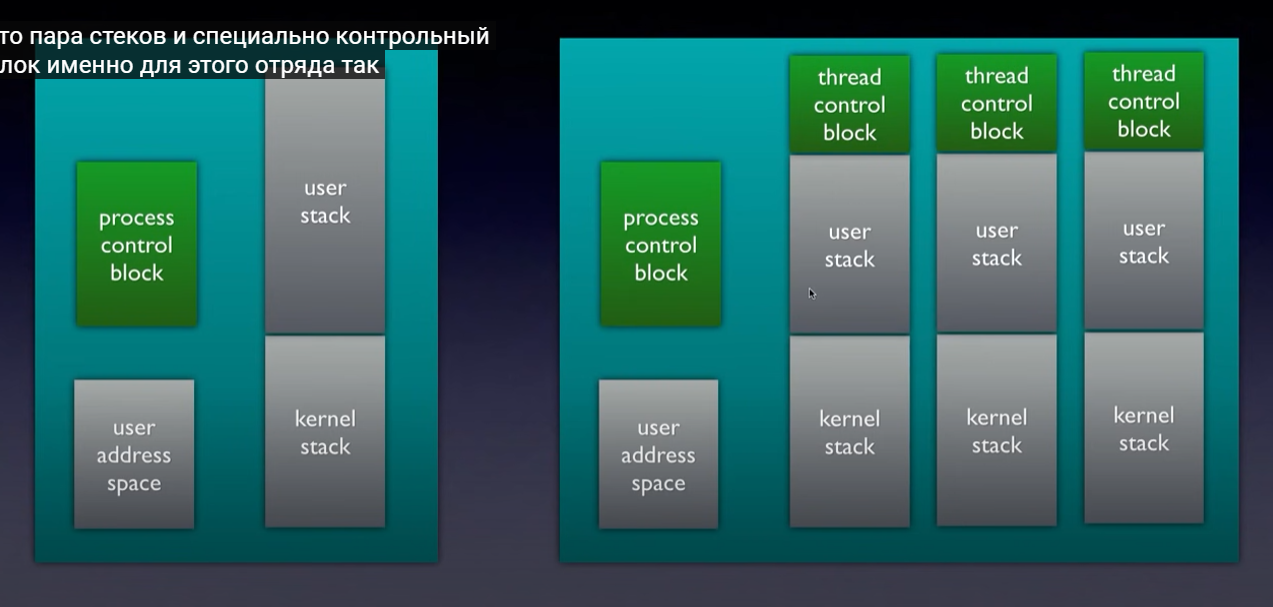 то пара стеков и специально контрольный
лок именно для этого отряда так
user
stack
process
control
block
kernel
stack
user
address
space
process
control
block
user
address
space
thread
control
block
user
stack
kernel
stack
thread
control
block
user
stack
kernel
stack
thread
control
block
user
stack
kernel
stack